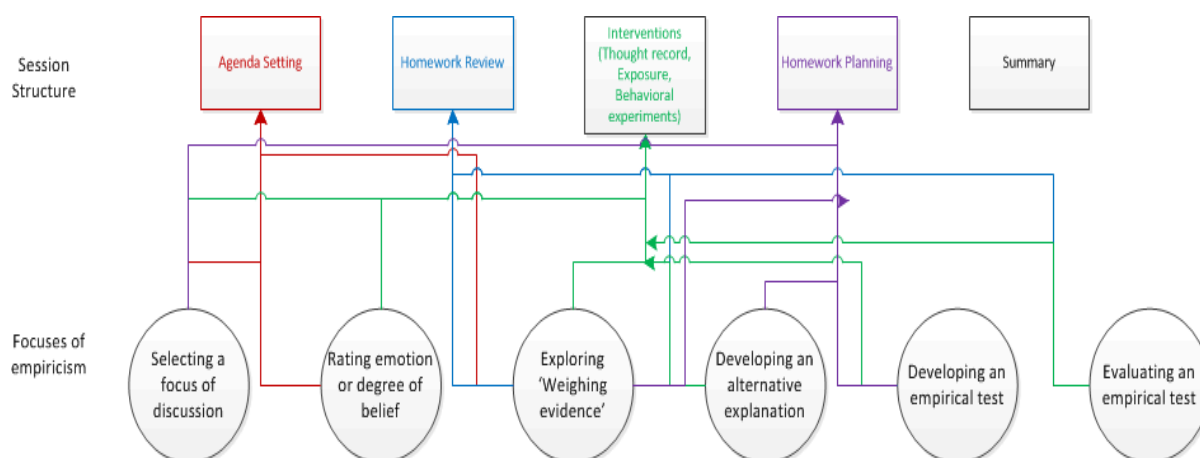 Session
Structure
Agenda Setting
Homework Review
Interventions
(Thought record,
Exposure,
Behavioral
experiments)
Homework Planning
Summary
Focuses of
empiricism
Selecting a
focus of
discussion
Rating emotion
or degree of
belief
Exploring
‘Weighing
evidence’
Developing an
alternative
explanation
Developing an
empirical test
Evaluating an
empirical test